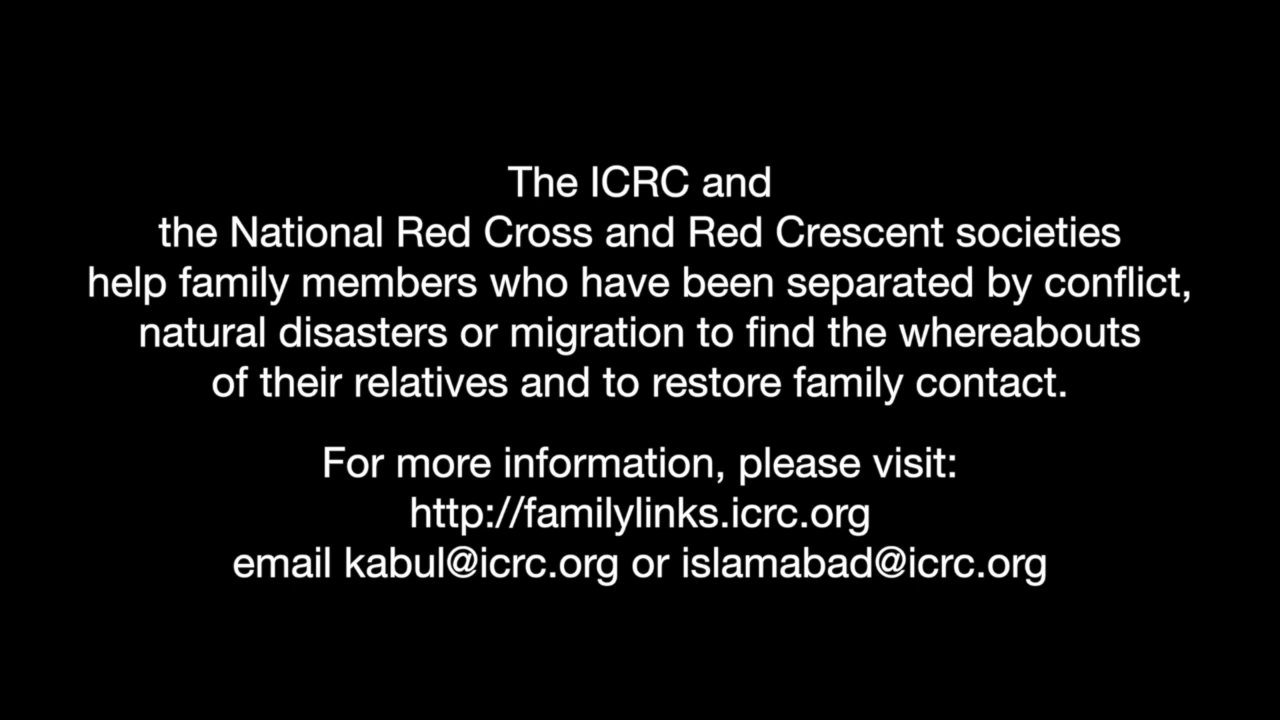 The ICRC and
the National Red Cross and Red Crescent societies
help family members who have been separated by conflict,
natural disasters or migration to find the whereabouts
of their relatives and to restore family contact.
For more information, please visit:
http://familylinks.icrc.org
email kabul@icrc.org or islamabad@icrc.org